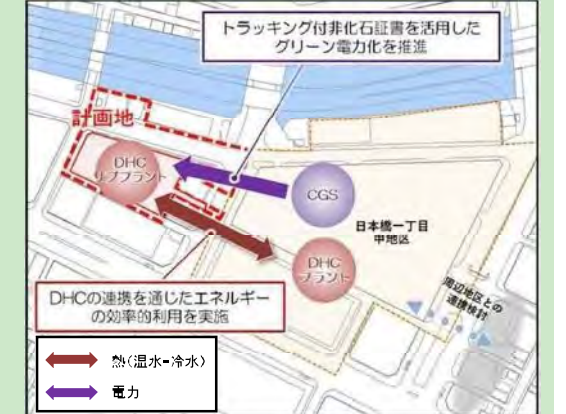 トラッキング付非化石証書を活用した
グリーン電力化を推進
計画地
DHC
サブプラント
CGS
日本橋一丁目
中地区
DHC
プラント
周辺地区との
連携検討
DHCの連携を通じたエネルギー
の効率的利用を実施
熱(温水・冷水)
電力